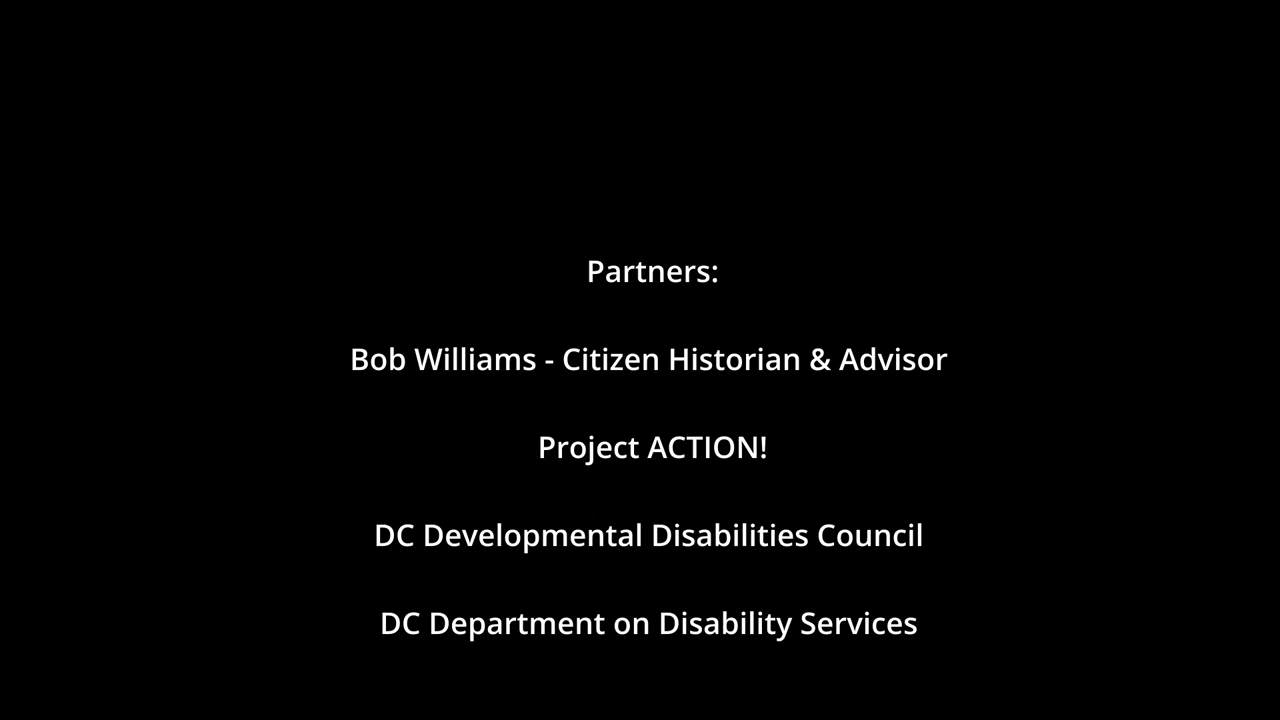 Partners:
Bob Williams - Citizen Historian & Advisor
Project ACTION!
DC Developmental Disabilities Council
DC Department on Disability Services